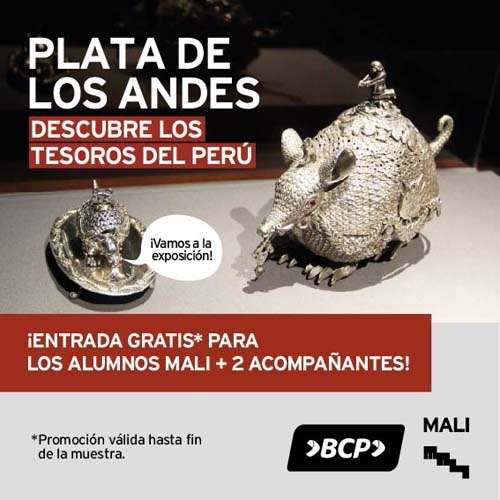 PLATA DE
LOS ANDES
DESCUBRE LOS
TESOROS DEL PERÚ
¡Vamos a la
exposición!
¡ENTRADA GRATIS* PARA
LOS ALUMNOS MALI + 2 ACOMPAÑANTES!
*Promoción válida hasta fin
de la muestra.
BCP
MALI